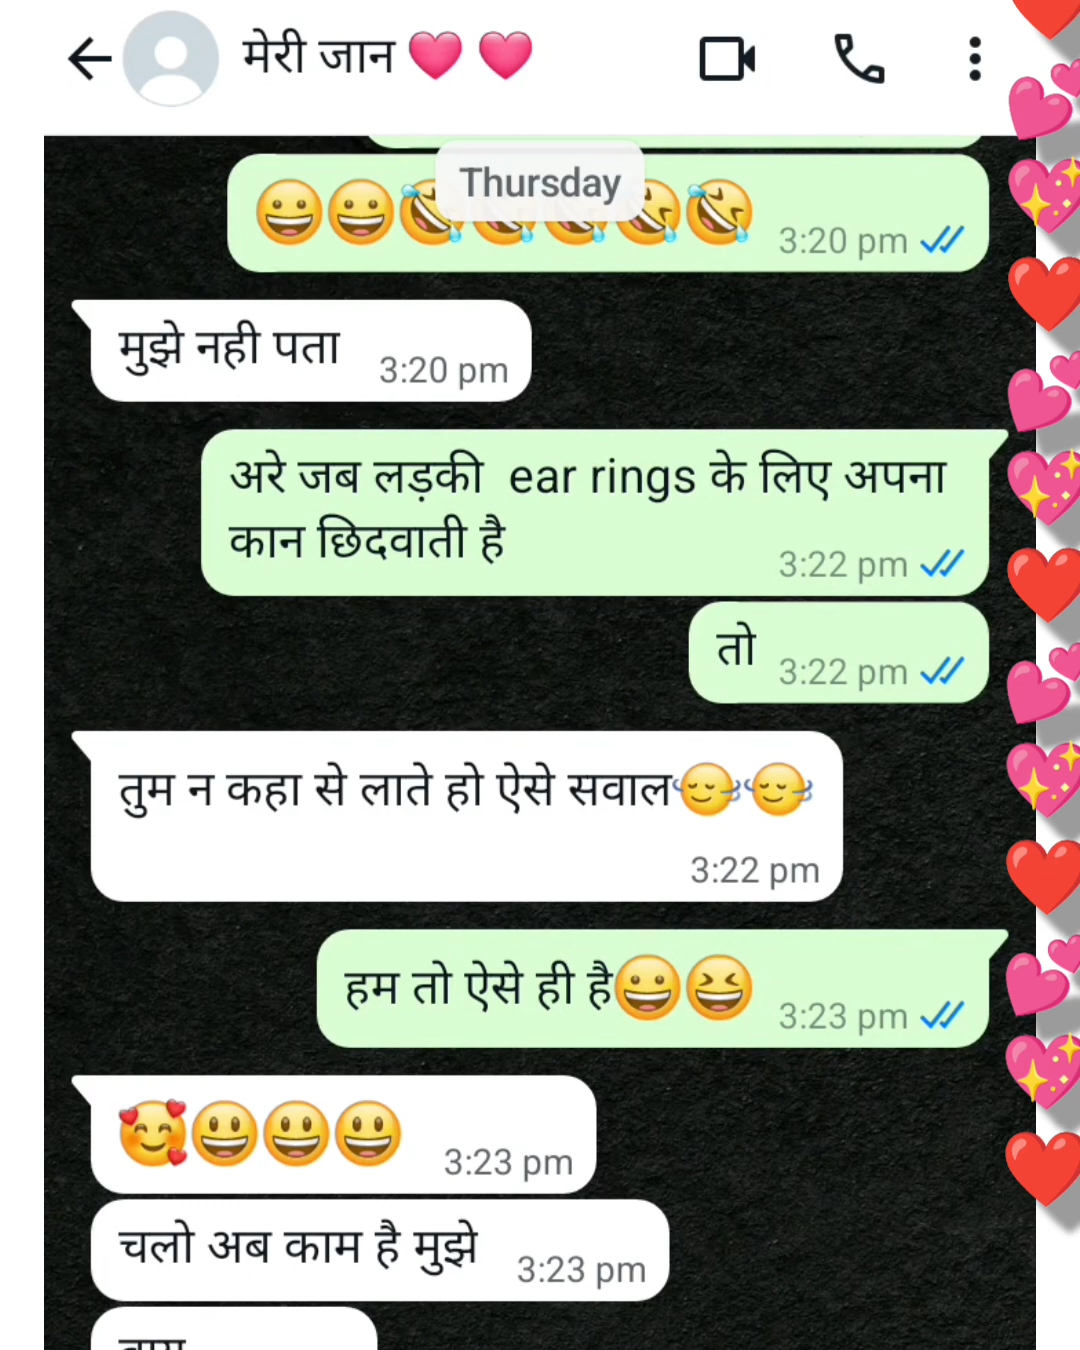 मेरी जान 💗 💗
Thursday
😀😀🤣🤣🤣🤣🤣 3:20 pm
मुझे नही पता 3:20 pm
अरे जब लड़की ear rings के लिए अपना
कान छिदवाती है
3:22 pm
तो 3:22 pm
तुम न कहा से लाते हो ऐसे सवाल😶‍🌫️😶‍🌫️
3:22 pm
हम तो ऐसे ही है😀😆 3:23 pm
🥰😃😃😃 3:23 pm
चलो अब काम है मुझे 3:23 pm